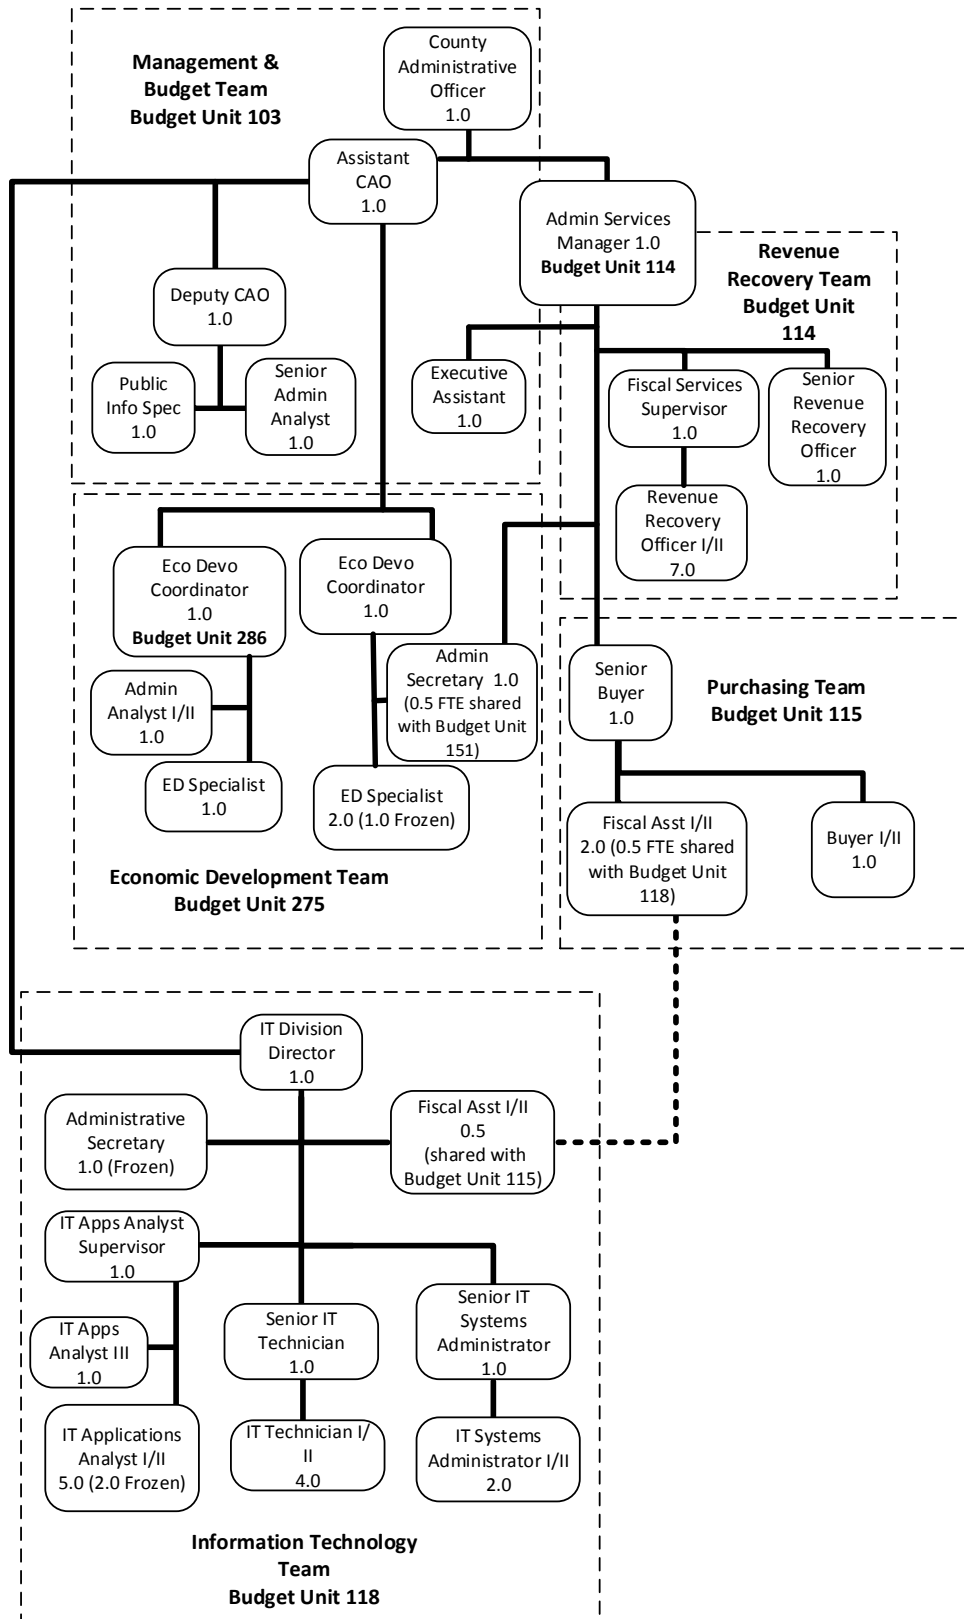 Management &
Budget Team
Budget Unit 103
County
Administrative
Officer
1.0
Assistant
CAO
1.0
Admin Services
Manager 1.0
Budget Unit 114
Revenue
Recovery Team
Budget Unit
114
Deputy CAO
1.0
Public
Info Spec
1.0
Senior
Admin
Analyst
1.0
Executive
Assistant
1.0
Fiscal Services
Supervisor
1.0
Senior
Revenue
Recovery
Officer
1.0
Revenue
Recovery
Officer I/II
7.0
Eco Devo
Coordinator
1.0
Budget Unit 286
Eco Devo
Coordinator
1.0
Admin
Analyst I/II
1.0
Admin
Secretary 1.0
(0.5 FTE shared
with Budget Unit
151)
ED Specialist
1.0
ED Specialist
2.0 (1.0 Frozen)
Economic Development Team
Budget Unit 275
Senior
Buyer
1.0
Purchasing Team
Budget Unit 115
Fiscal Asst I/II
2.0 (0.5 FTE shared
with Budget Unit
118)
Buyer I/II
1.0
IT Division
Director
1.0
Administrative
Secretary
1.0 (Frozen)
Fiscal Asst I/II
0.5
(shared with
Budget Unit 115)
IT Apps Analyst
Supervisor
1.0
IT Apps
Analyst III
1.0
IT Applications
Analyst I/II
5.0 (2.0 Frozen)
Senior IT
Technician
1.0
IT Technician I/
II
4.0
Senior IT
Systems
Administrator
1.0
IT Systems
Administrator I/II
2.0
Information Technology
Team
Budget Unit 118